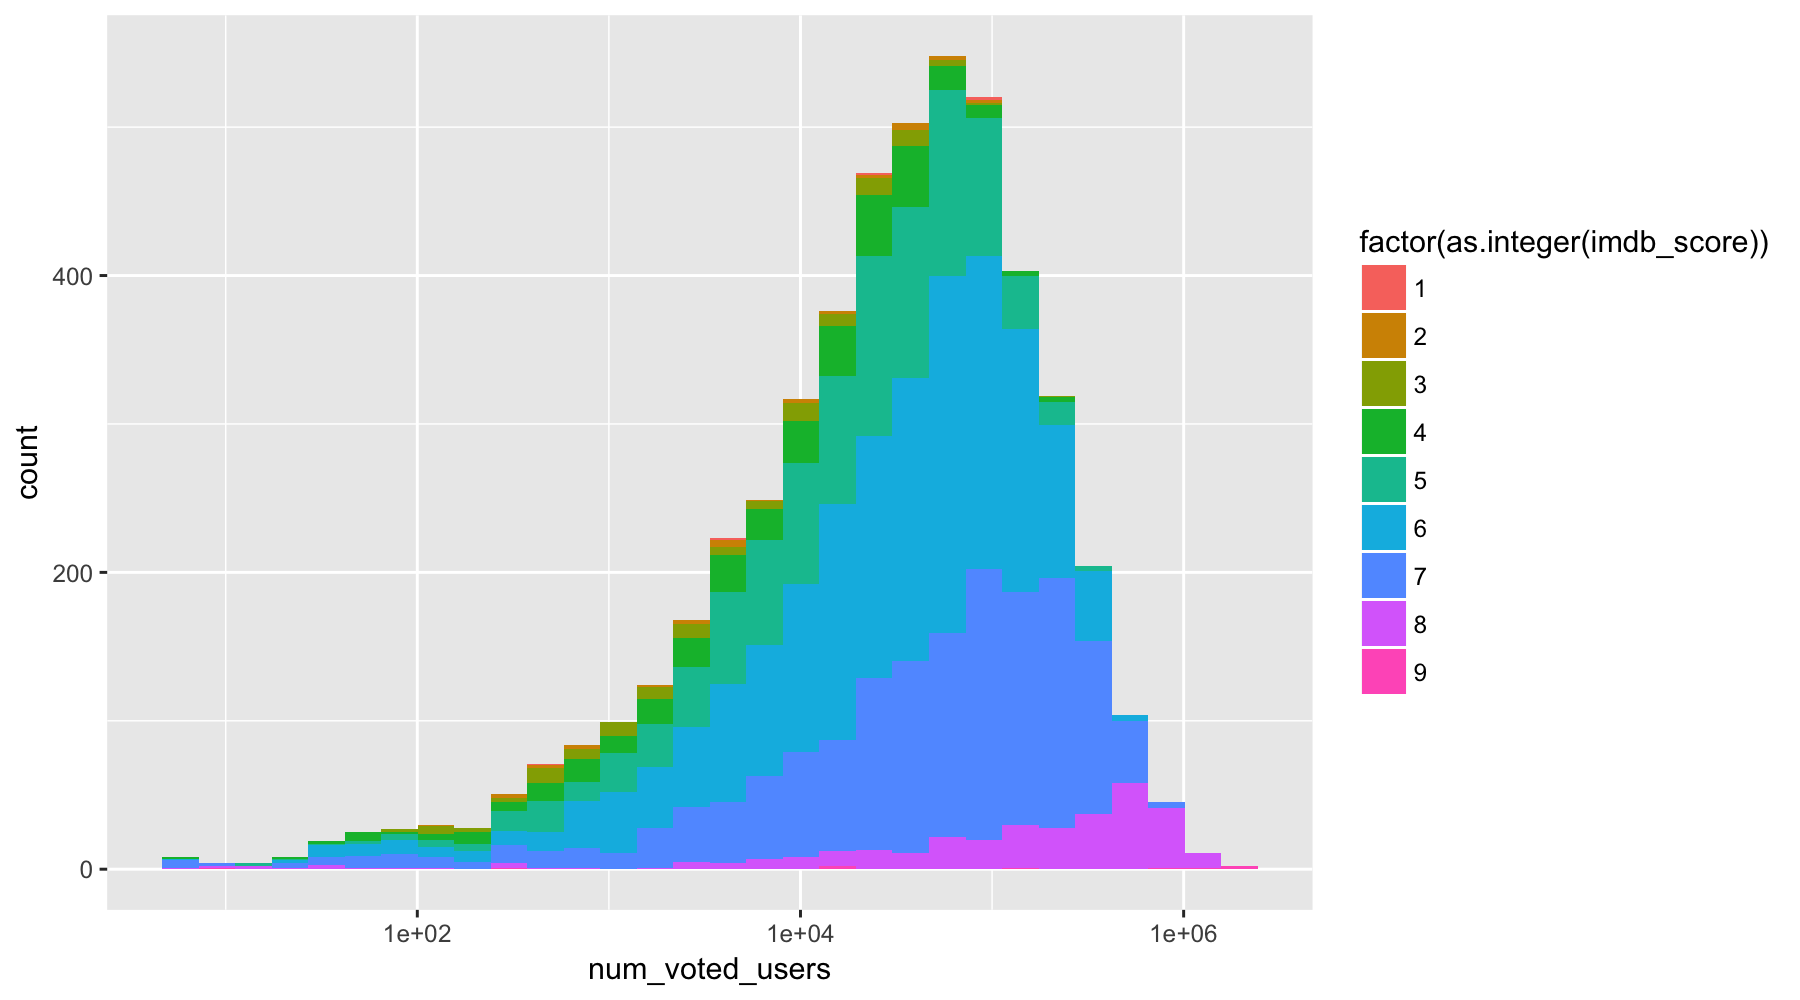 count
400
200
0
1e+02
1e+04
1e+06
num_voted_users
factor(as.integer(imdb_score))
1
2
3
4
5
6
7
8
9